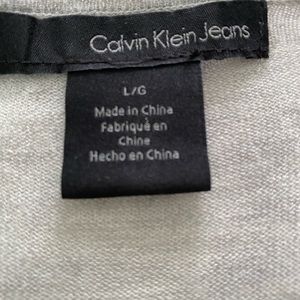 Calvin Klein Jeans
L/G
Made in China
Fabriqué en
Chine
Hecho en China